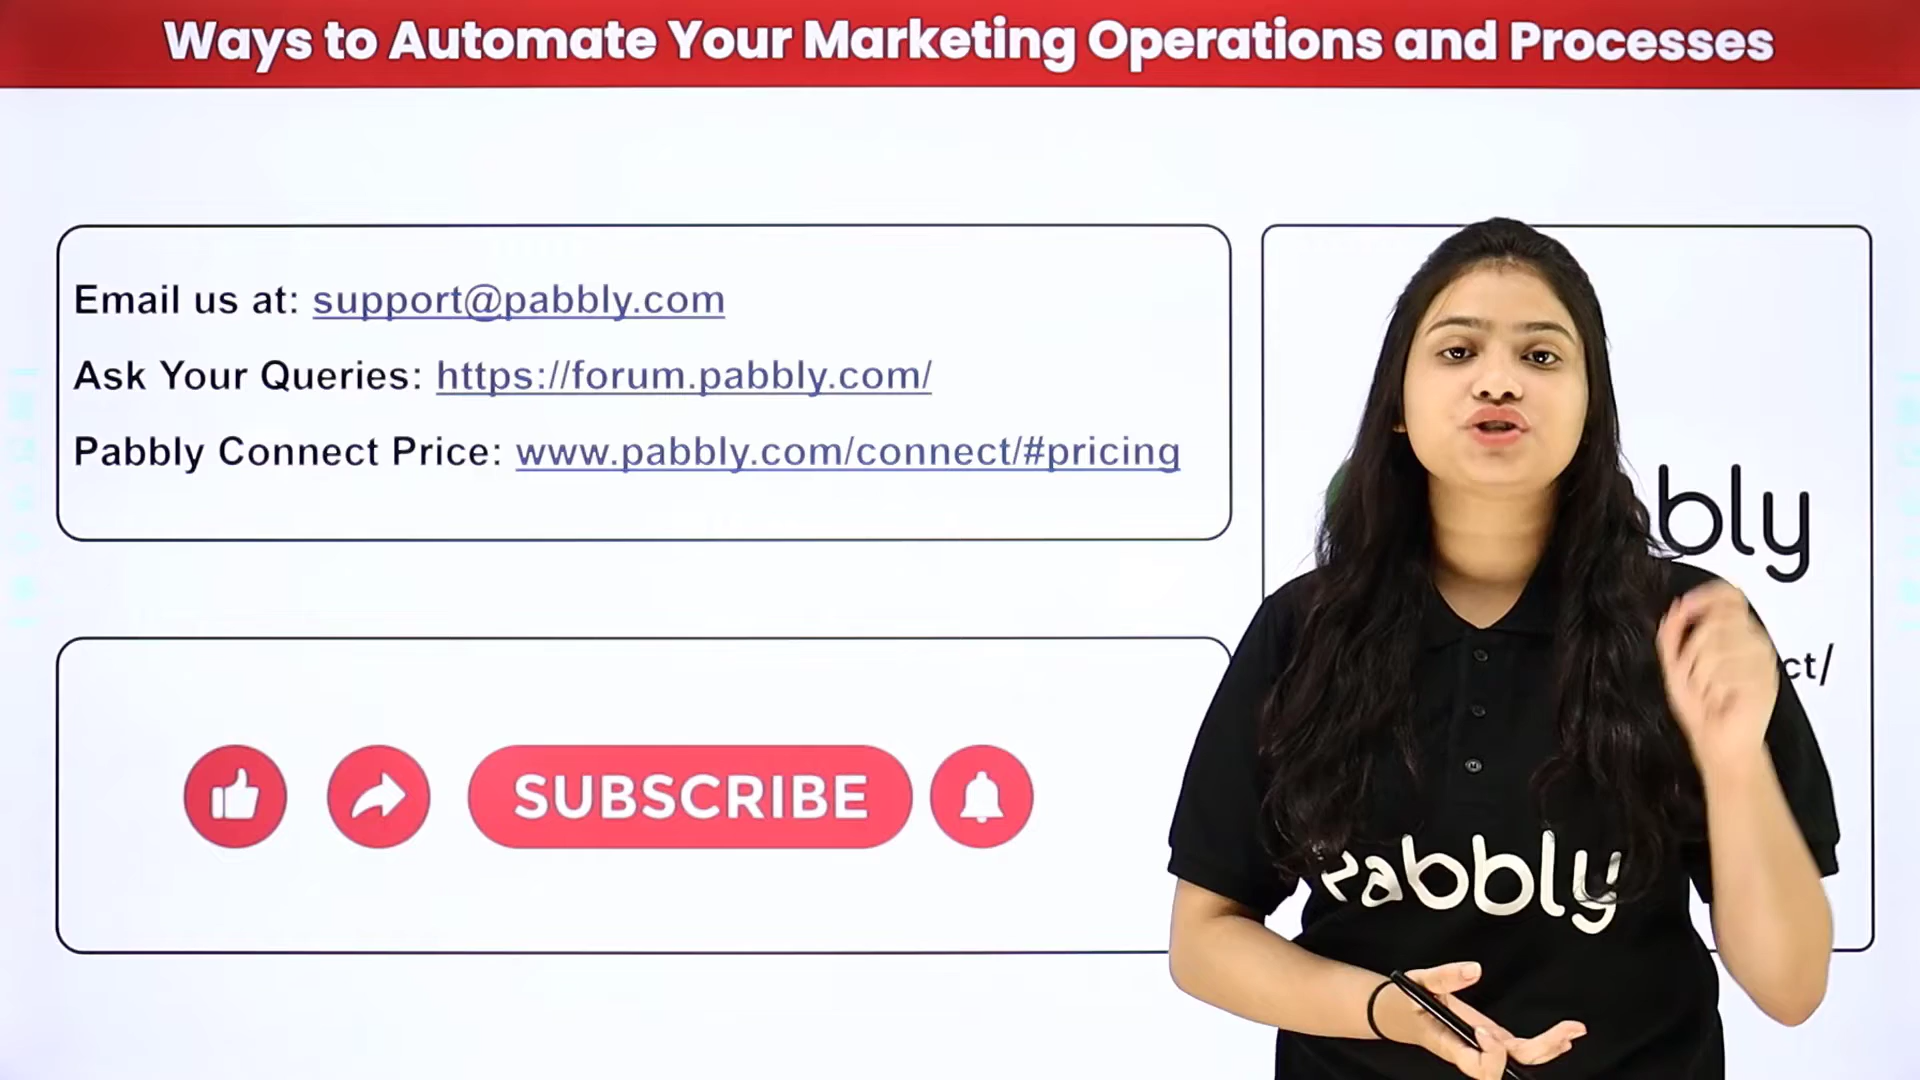 Ways to Automate Your Marketing Operations and Processes
Email us at: support@pabbly.com
Ask Your Queries: https://forum.pabbly.com/
Pabbly Connect Price: www.pabbly.com/connect/#pricing
bly
ct/
SUBSCRIBE
Pabbly